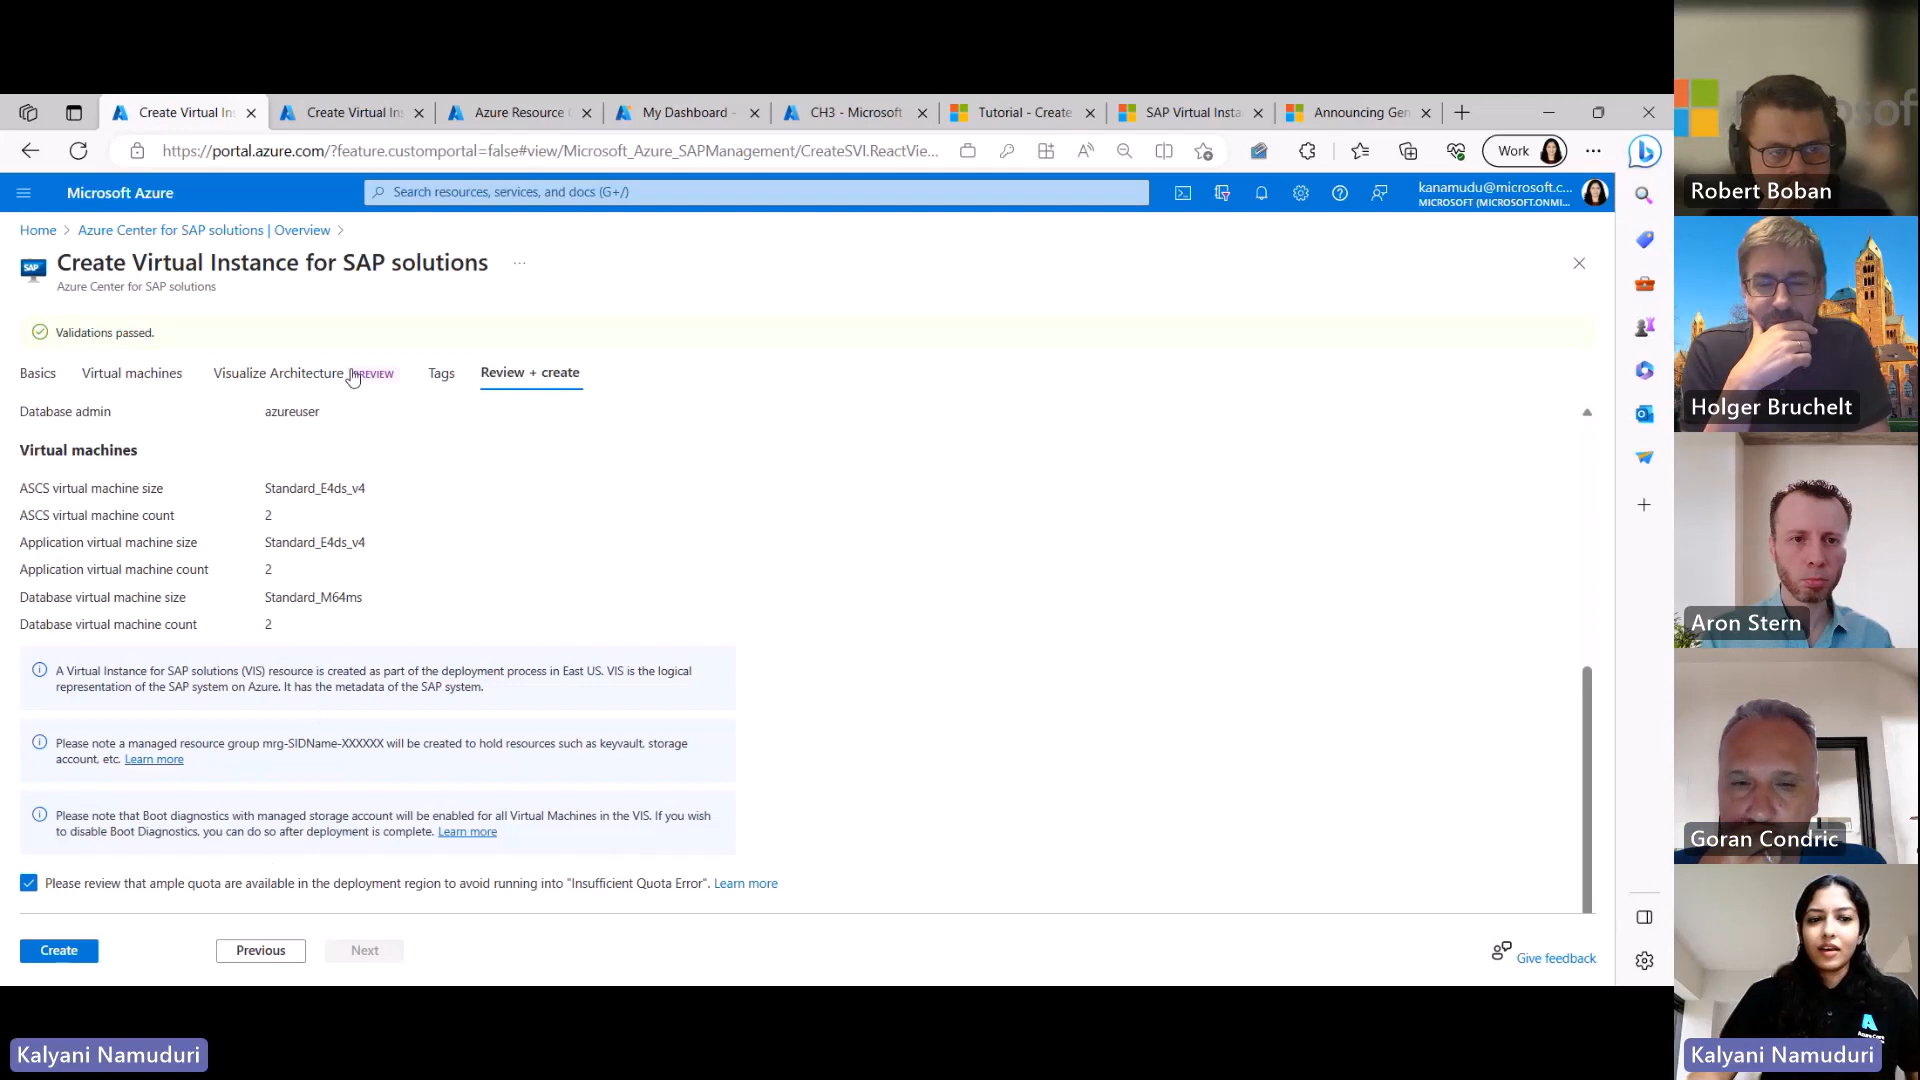 Create Virtual In
Create Virtual In
Azure Resource
My Dashboard -
CH3 - Microsoft
Tutorial - Create
SAP Virtual Insta
Announcing Gen
https://portal.azure.com/?feature.customportal=false#view/Microsoft_Azure_SAPManagement/CreateSVI.ReactVie...
Work
Microsoft Azure
Search resources, services, and docs (G+/)
kanamudu@microsoft.c...
MICROSOFT (MICROSOFT.ONMI...
Home > Azure Center for SAP solutions | Overview >
SAP
Create Virtual Instance for SAP solutions ...
Azure Center for SAP solutions
Validations passed.
Basics
Virtual machines
Visualize Architecture PREVIEW
Tags
Review + create
Database admin azureuser
Virtual machines
ASCS virtual machine size Standard_E4ds_v4
ASCS virtual machine count 2
Application virtual machine size Standard_E4ds_v4
Application virtual machine count 2
Database virtual machine size Standard_M64ms
Database virtual machine count 2
A Virtual Instance for SAP solutions (VIS) resource is created as part of the deployment process in East US. VIS is the logical
representation of the SAP system on Azure. It has the metadata of the SAP system.
Please note a managed resource group mrg-SIDName-XXXXXX will be created to hold resources such as keyvault, storage
account, etc. Learn more
Please note that Boot diagnostics with managed storage account will be enabled for all Virtual Machines in the VIS. If you wish
to disable Boot Diagnostics, you can do so after deployment is complete. Learn more
Please review that ample quota are available in the deployment region to avoid running into "Insufficient Quota Error". Learn more
Create
Previous
Next
Give feedback
Kalyani Namuduri
Robert Boban
Holger Bruchelt
Aron Stern
Goran Condric
Kalyani Namuduri